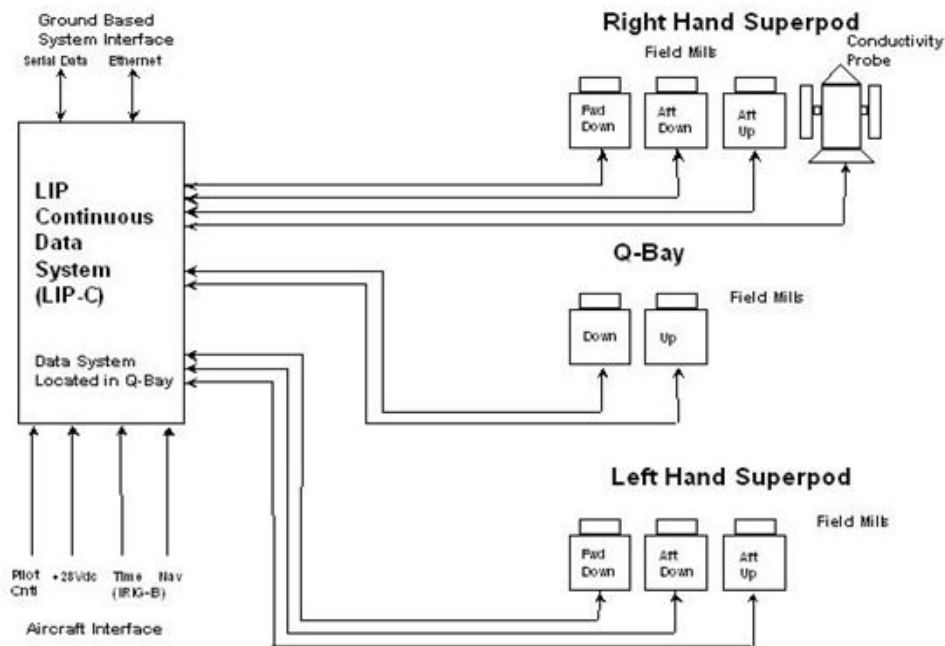 Ground Based
System Interface
Serial Data Ethernet
LIP
Continuous
Data
System
(LIP-C)
Data System
Located in Q-Bay
Pilot
Cntl
+28Vdc
Time
(IRIG-B)
Nav
Aircraft Interface
Right Hand Superpod
Field Mills
Conductivity
Probe
Fwd
Down
Aft
Down
Aft
Up
Q-Bay
Field Mills
Down
Up
Left Hand Superpod
Field Mills
Fwd
Down
Aft
Down
Aft
Up